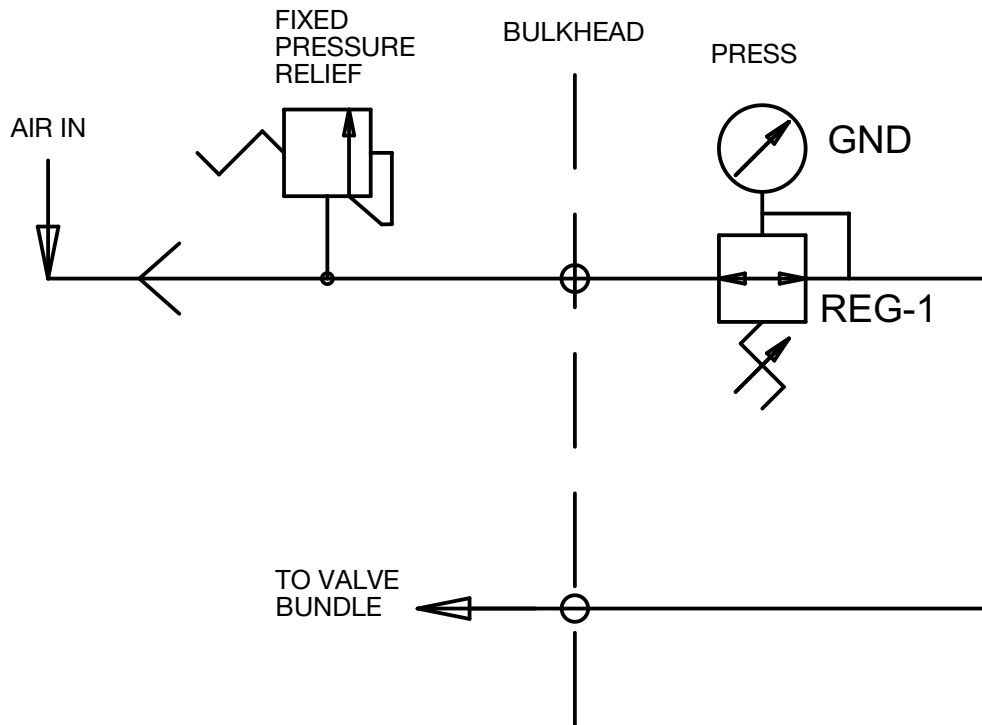 FIXED
PRESSURE
RELIEF
BULKHEAD
PRESS
AIR IN
GND
REG-1
TO VALVE
BUNDLE